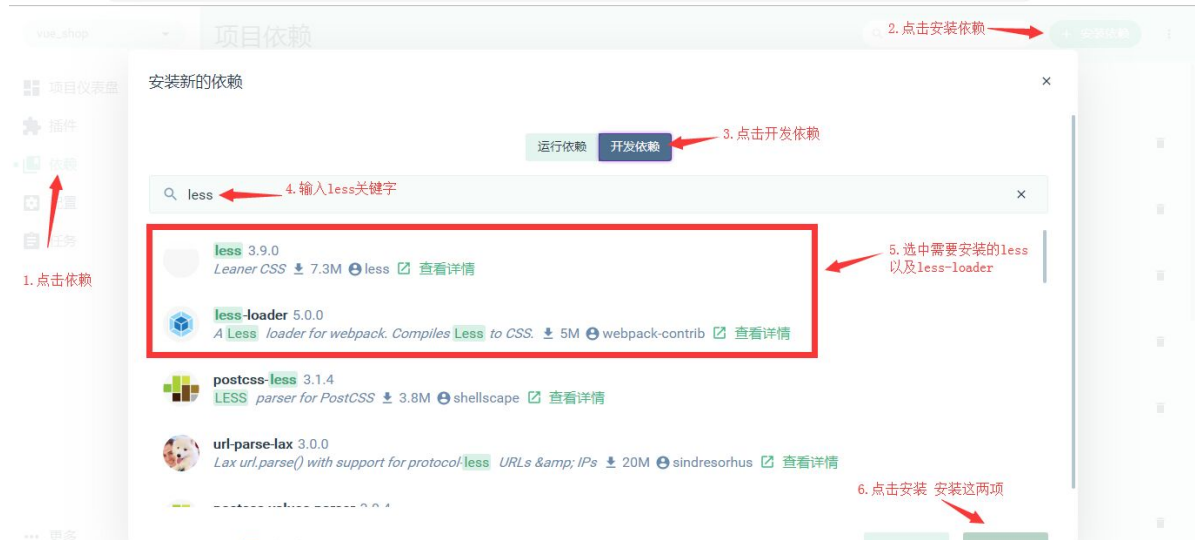 vue_shop
项目依赖
2.点击安装依赖
+ 安装依赖
项目仪表盘
插件
依赖
配置
任务
1.点击依赖
安装新的依赖
×
运行依赖 开发依赖
3.点击开发依赖
less
4.输入less关键字
×
less 3.9.0
Leaner CSS 7.3M less 查看详情
5.选中需要安装的less
以及less-loader
less-loader 5.0.0
A Less loader for webpack. Compiles Less to CSS. 5M webpack-contrib 查看详情
postcss-less 3.1.4
LESS parser for PostCSS 3.8M shellscape 查看详情
url-parse-lax 3.0.0
Lax url.parse() with support for protocol-less URLs &amp; IPs 20M sindresorhus 查看详情
6.点击安装 安装这两项
更多